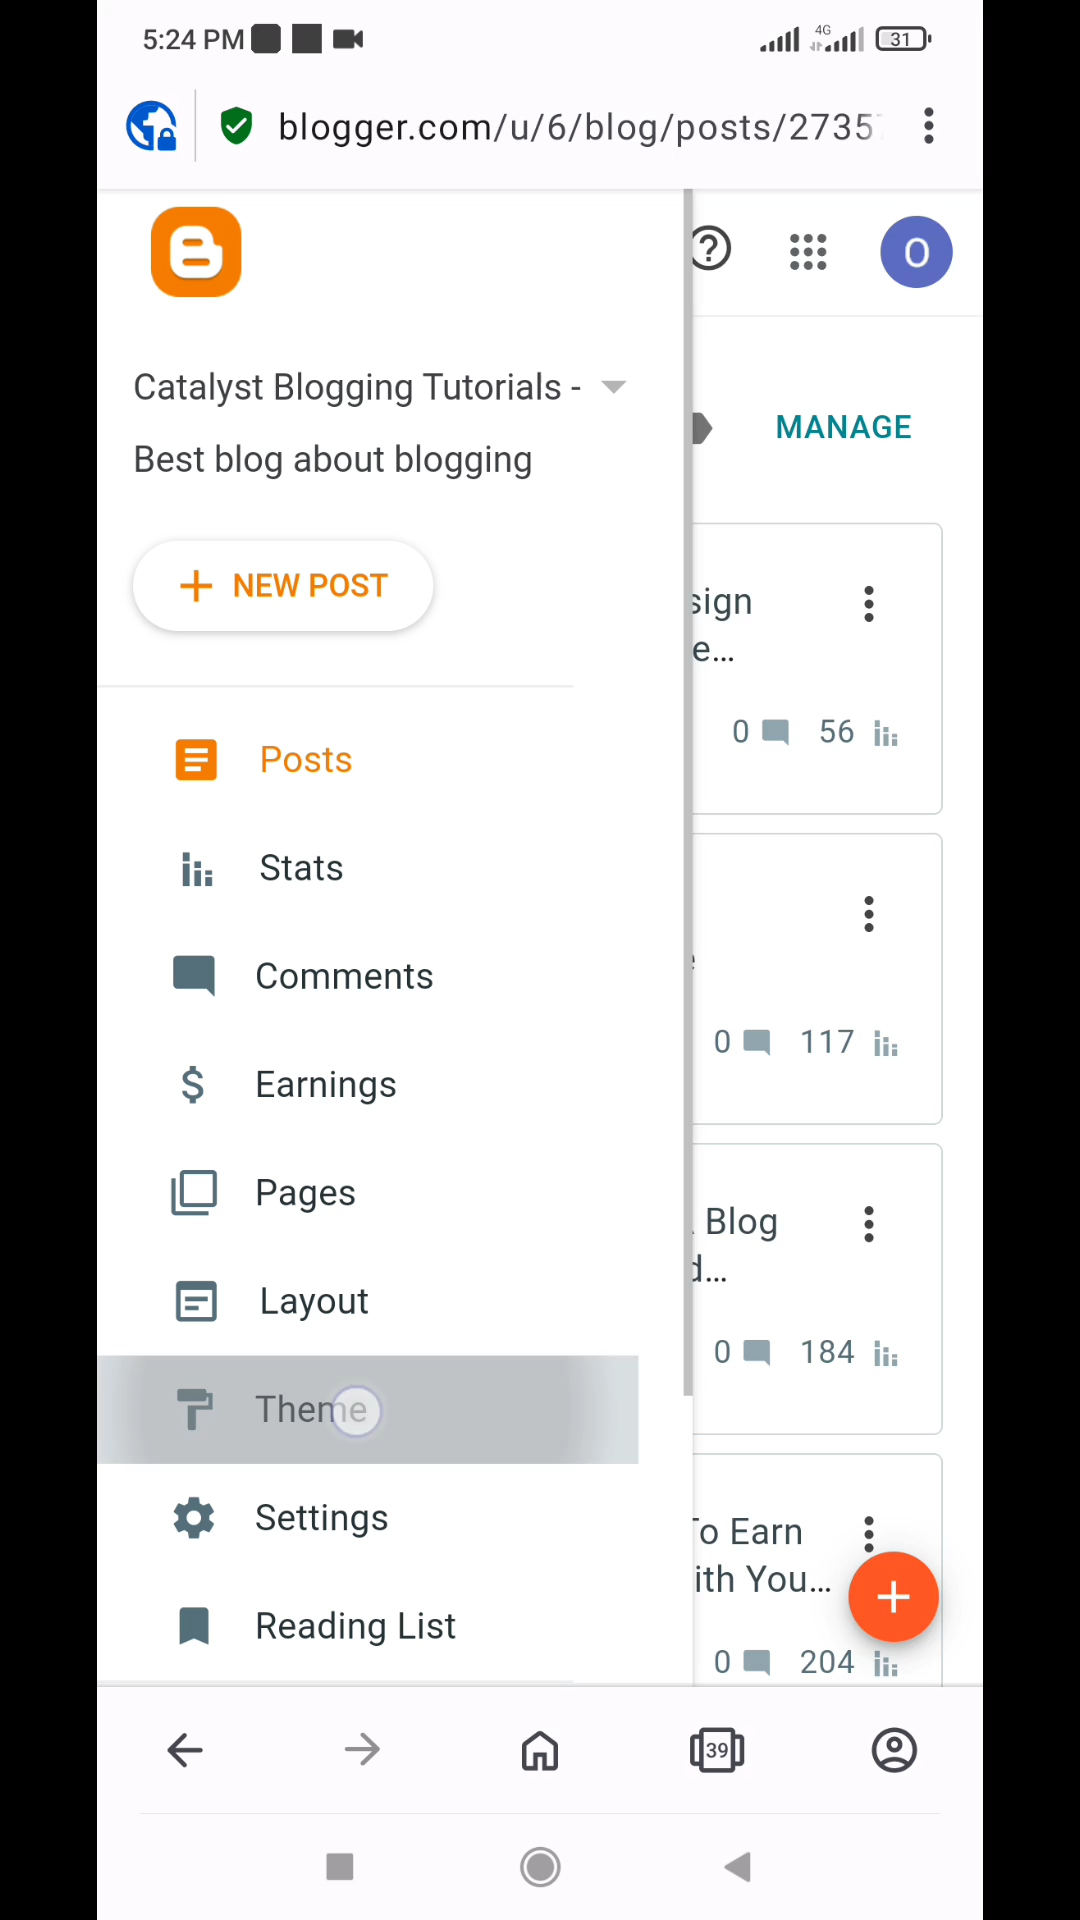 5:24 PM
4G
31
blogger.com/u/6/blog/posts/2735
O
Catalyst Blogging Tutorials -
Best blog about blogging
MANAGE
NEW POST
sign
e...
0 56
Posts
Stats
Comments
e
0 117
Earnings
Pages
Blog
d...
Layout
0 184
Theme
Settings
To Earn
ith You...
Reading List
0 204
39